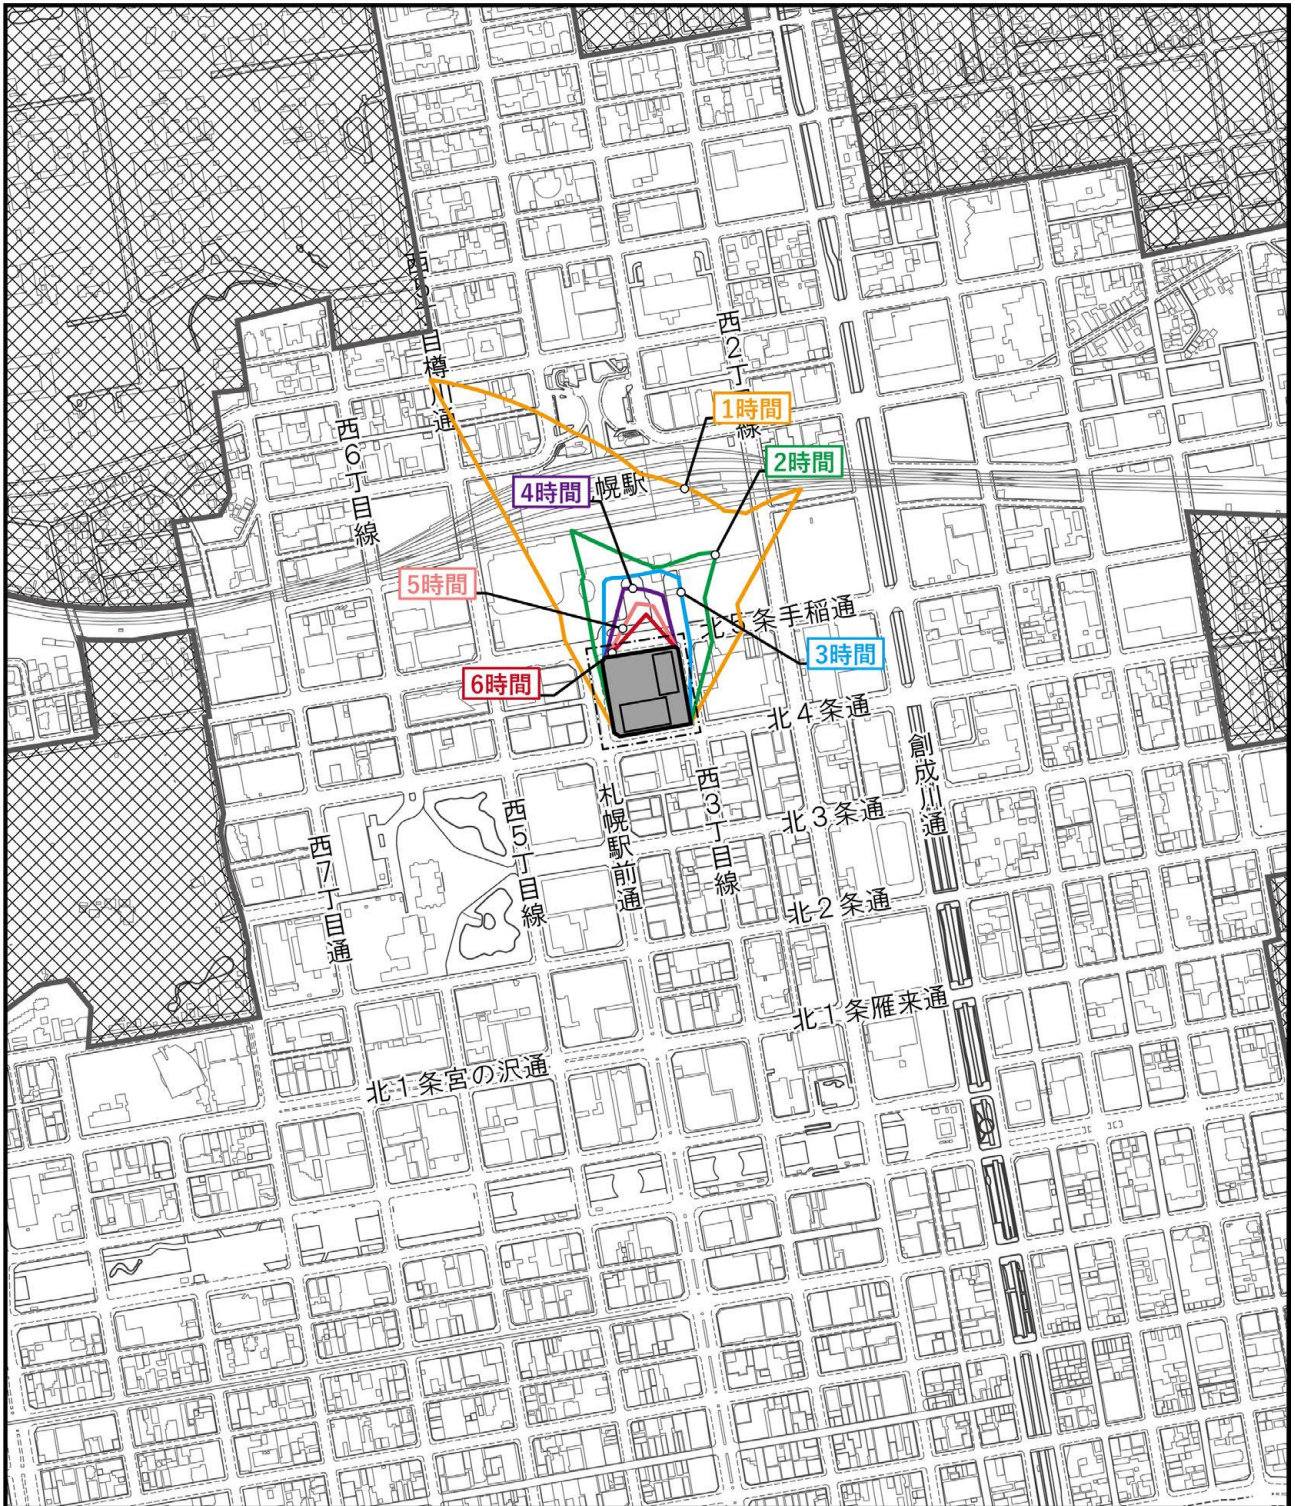 西5丁目樽川通
西2丁目線
1時間
西6丁目線
2時間
4時間
幌駅
5時間
北5条手稲通
3時間
6時間
北4条通
創成川通
西3丁目線
札幌駅前通
西5丁目線
北3条通
西7丁目通
北2条通
北1条雁来通
北1条宮の沢通